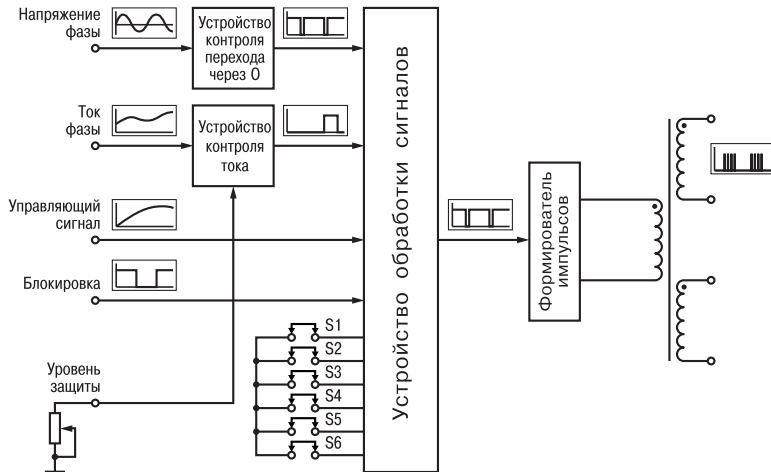 Напряжение
фазы
Устройство
контроля
перехода
через 0
Ток
фазы
Устройство
контроля
тока
Управляющий
сигнал
Блокировка
Уровень
защиты
S1
S2
S3
S4
S5
S6
Устройство обработки сигналов
Формирователь
импульсов